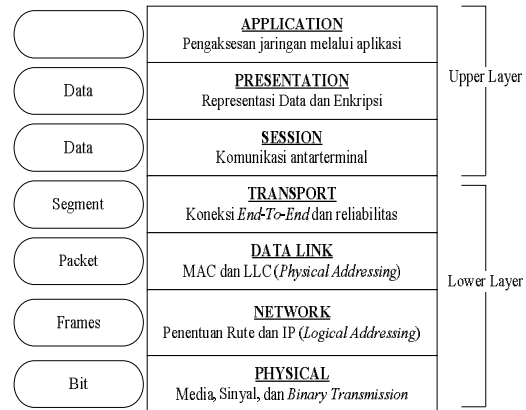 APPLICATION
Pengaksesan jaringan melalui aplikasi
Data
PRESENTATION
Representasi Data dan Enkripsi
Upper Layer
Data
SESSION
Komunikasi antarterminal
Segment
TRANSPORT
Koneksi End-To-End dan reliabilitas
Packet
DATA LINK
MAC dan LLC (Physical Addressing)
Lower Layer
Frames
NETWORK
Penentuan Rute dan IP (Logical Addressing)
Bit
PHYSICAL
Media, Sinyal, dan Binary Transmission